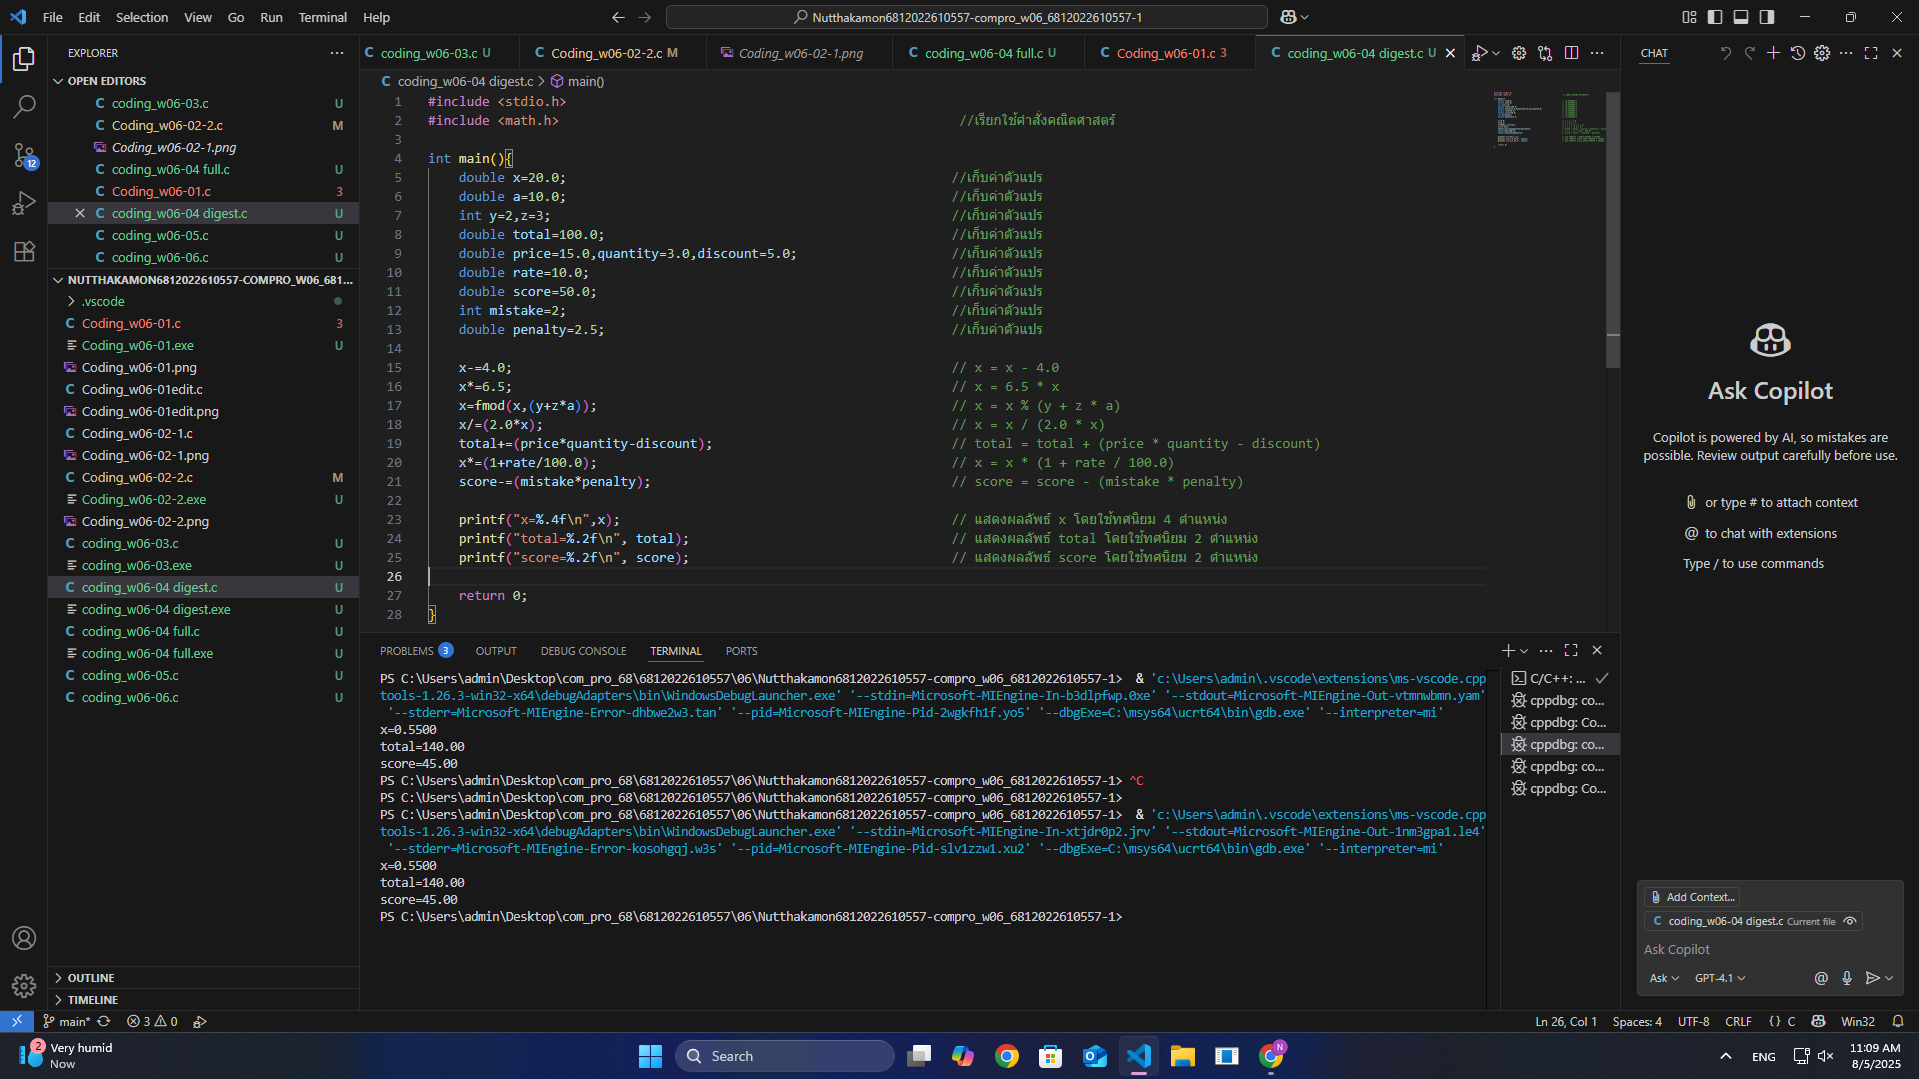 File Edit Selection View Go Run Terminal Help
Nutthakamon6812022610557-compro_w06_6812022610557-1
EXPLORER
OPEN EDITORS
coding_w06-03.c U
Coding_w06-02-2.c M
Coding_w06-02-1.png
coding_w06-04 full.c U
Coding_w06-01.c 3
coding_w06-04 digest.c U
coding_w06-05.c U
coding_w06-06.c U
NUTTHAKAMON6812022610557-COMPRO_W06_681...
.vscode
Coding_w06-01.c 3
Coding_w06-01.exe U
Coding_w06-01.png
Coding_w06-01edit.c
Coding_w06-01edit.png
Coding_w06-02-1.c
Coding_w06-02-1.png
Coding_w06-02-2.c M
Coding_w06-02-2.exe U
Coding_w06-02-2.png
coding_w06-03.c U
coding_w06-03.exe U
coding_w06-04 digest.c U
coding_w06-04 digest.exe U
coding_w06-04 full.c U
coding_w06-04 full.exe U
coding_w06-05.c U
coding_w06-06.c U
OUTLINE
TIMELINE
12
coding_w06-03.c U Coding_w06-02-2.c M Coding_w06-02-1.png coding_w06-04 full.c U Coding_w06-01.c 3 coding_w06-04 digest.c U
coding_w06-04 digest.c > main()
1 #include <stdio.h>
2 #include <math.h> //เรียกใช้คำสั่งคณิตศาสตร์
3
4 int main(){
5 double x=20.0; //เก็บค่าตัวแปร
6 double a=10.0; //เก็บค่าตัวแปร
7 int y=2,z=3; //เก็บค่าตัวแปร
8 double total=100.0; //เก็บค่าตัวแปร
9 double price=15.0,quantity=3.0,discount=5.0; //เก็บค่าตัวแปร
10 double rate=10.0; //เก็บค่าตัวแปร
11 double score=50.0; //เก็บค่าตัวแปร
12 int mistake=2; //เก็บค่าตัวแปร
13 double penalty=2.5; //เก็บค่าตัวแปร
14
15 x-=4.0; // x = x - 4.0
16 x*=6.5; // x = 6.5 * x
17 x=fmod(x,(y+z*a)); // x = x % (y + z * a)
18 x/=(2.0*x); // x = x / (2.0 * x)
19 total+=(price*quantity-discount); // total = total + (price * quantity - discount)
20 x*=(1+rate/100.0); // x = x * (1 + rate / 100.0)
21 score-=(mistake*penalty); // score = score - (mistake * penalty)
22
23 printf("x=%.4f\n",x); // แสดงผลลัพธ์ x โดยใช้ทศนิยม 4 ตำแหน่ง
24 printf("total=%.2f\n", total); // แสดงผลลัพธ์ total โดยใช้ทศนิยม 2 ตำแหน่ง
25 printf("score=%.2f\n", score); // แสดงผลลัพธ์ score โดยใช้ทศนิยม 2 ตำแหน่ง
26
27 return 0;
28 }
PROBLEMS 3 OUTPUT DEBUG CONSOLE TERMINAL PORTS
PS C:\Users\admin\Desktop\com_pro_68\6812022610557\06\Nutthakamon6812022610557-compro_w06_6812022610557-1> & 'c:\Users\admin\.vscode\extensions\ms-vscode.cpp
tools-1.26.3-win32-x64\debugAdapters\bin\WindowsDebugLauncher.exe' '--stdin=Microsoft-MIEngine-In-b3dlpfwp.0xe' '--stdout=Microsoft-MIEngine-Out-vtmnwbmn.yam'
'--stderr=Microsoft-MIEngine-Error-dhbwe2w3.tan' '--pid=Microsoft-MIEngine-Pid-2wgkfh1f.yo5' '--dbgExe=C:\msys64\ucrt64\bin\gdb.exe' '--interpreter=mi'
x=0.5500
total=140.00
score=45.00
PS C:\Users\admin\Desktop\com_pro_68\6812022610557\06\Nutthakamon6812022610557-compro_w06_6812022610557-1> ^C
PS C:\Users\admin\Desktop\com_pro_68\6812022610557\06\Nutthakamon6812022610557-compro_w06_6812022610557-1>
PS C:\Users\admin\Desktop\com_pro_68\6812022610557\06\Nutthakamon6812022610557-compro_w06_6812022610557-1> & 'c:\Users\admin\.vscode\extensions\ms-vscode.cpp
tools-1.26.3-win32-x64\debugAdapters\bin\WindowsDebugLauncher.exe' '--stdin=Microsoft-MIEngine-In-xtjdr0p2.jrv' '--stdout=Microsoft-MIEngine-Out-1nm3gpa1.le4'
'--stderr=Microsoft-MIEngine-Error-kosohgqj.w3s' '--pid=Microsoft-MIEngine-Pid-slv1zzw1.xu2' '--dbgExe=C:\msys64\ucrt64\bin\gdb.exe' '--interpreter=mi'
x=0.5500
total=140.00
score=45.00
PS C:\Users\admin\Desktop\com_pro_68\6812022610557\06\Nutthakamon6812022610557-compro_w06_6812022610557-1>
C/C++: ...
cppdbg: co...
cppdbg: Co...
cppdbg: co...
cppdbg: co...
cppdbg: Co...
CHAT
Ask Copilot
Copilot is powered by AI, so mistakes are
possible. Review output carefully before use.
or type # to attach context
@ to chat with extensions
Type / to use commands
Add Context...
coding_w06-04 digest.c Current file
Ask Copilot
Ask GPT-4.1
main* 3 0
Ln 26, Col 1 Spaces: 4 UTF-8 CRLF {} C Win32
2 Very humid
Now
Search
N
ENG
11:09 AM
8/5/2025